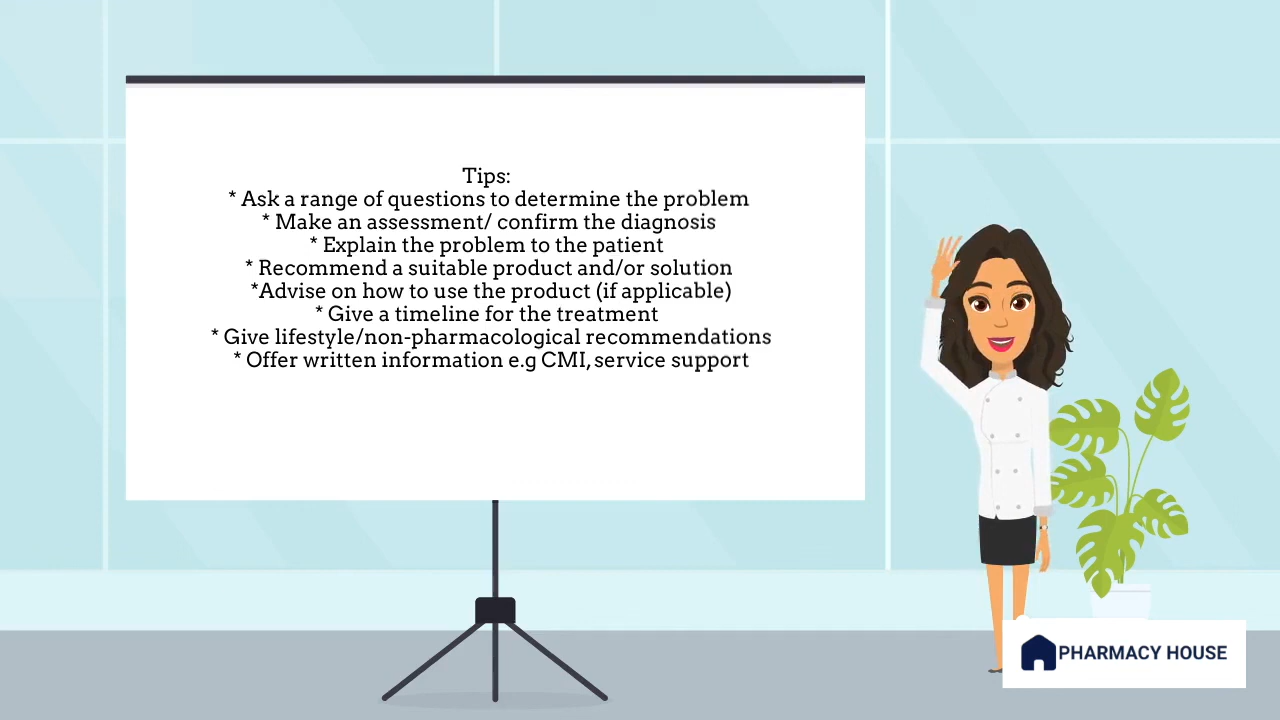 Tips:
* Ask a range of questions to determine the problem
* Make an assessment/ confirm the diagnosis
* Explain the problem to the patient
* Recommend a suitable product and/or solution
*Advise on how to use the product (if applicable)
* Give a timeline for the treatment
* Give lifestyle/non-pharmacological recommendations
* Offer written information e.g CMI, service support
PHARMACY HOUSE